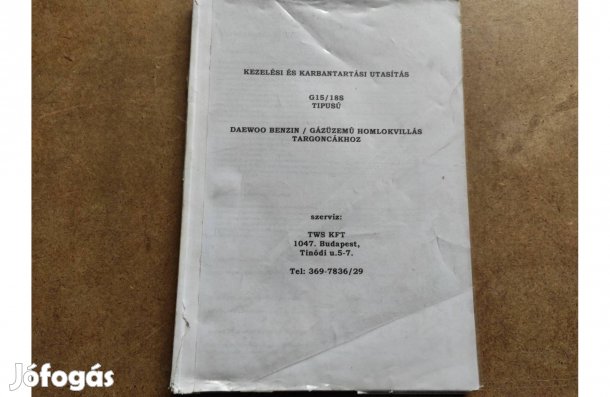 KEZELÉSI ÉS KARBANTARTÁSI UTASÍTÁS
G15/18S
TIPUSÚ
DAEWOO BENZIN / GÁZÜZEMŰ HOMLOKVILLÁS
TARGONCÁKHOZ
szerviz:
TWS KFT
1047. Budapest,
Tinódi u.5-7.
Tel: 369-7836/29
Jófogás